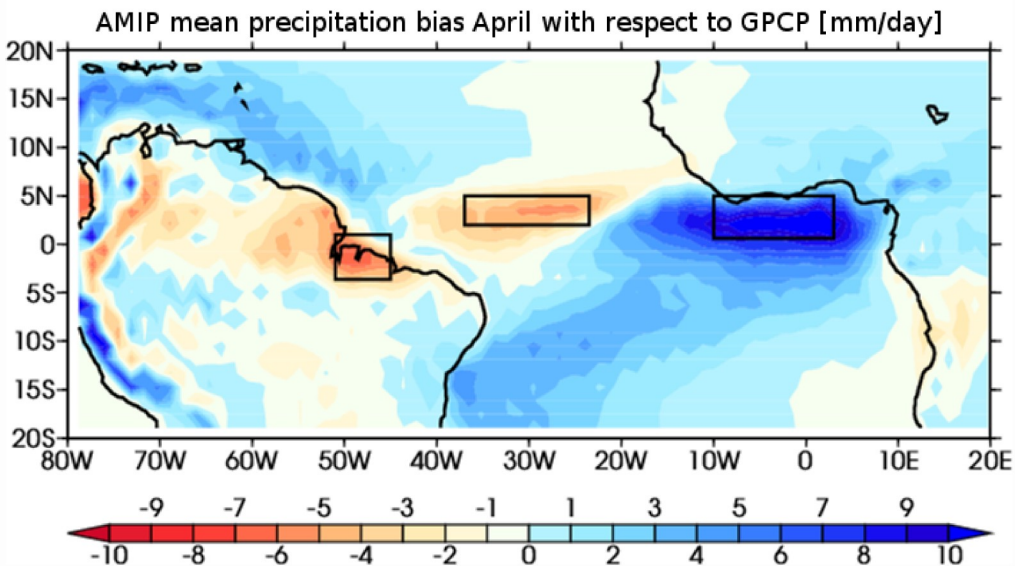 AMIP mean precipitation bias April with respect to GPCP [mm/day]
20N
15N
10N
5N
0
5S
10S
15S
20S
80W 70W 60W 50W 40W 30W 20W 10W 0 10E 20E
-9 -7 -5 -3 -1 1 3 5 7 9
-10 -8 -6 -4 -2 0 2 4 6 8 10